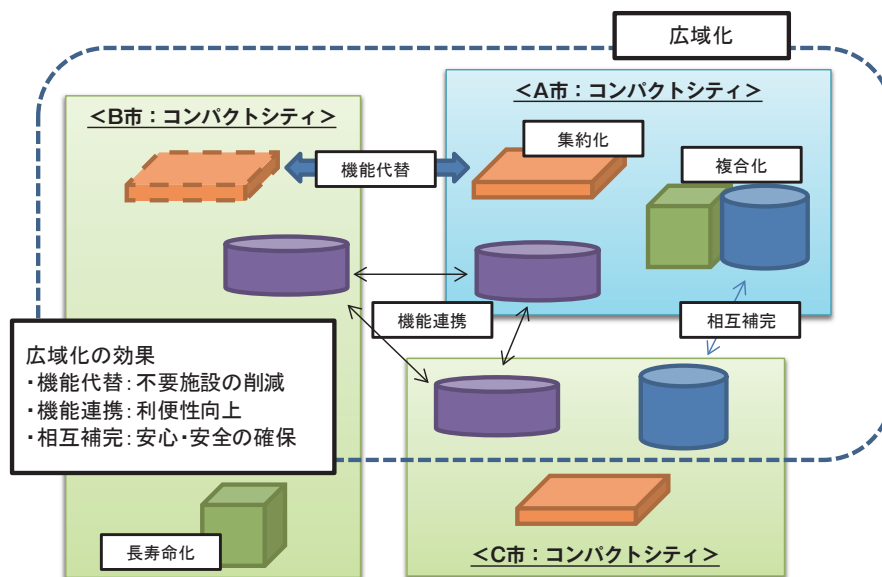 広域化
<A市：コンパクトシティ>
<B市：コンパクトシティ>
集約化
機能代替
複合化
機能連携
相互補完
広域化の効果
・機能代替：不要施設の削減
・機能連携：利便性向上
・相互補完：安心・安全の確保
長寿命化
<C市：コンパクトシティ>